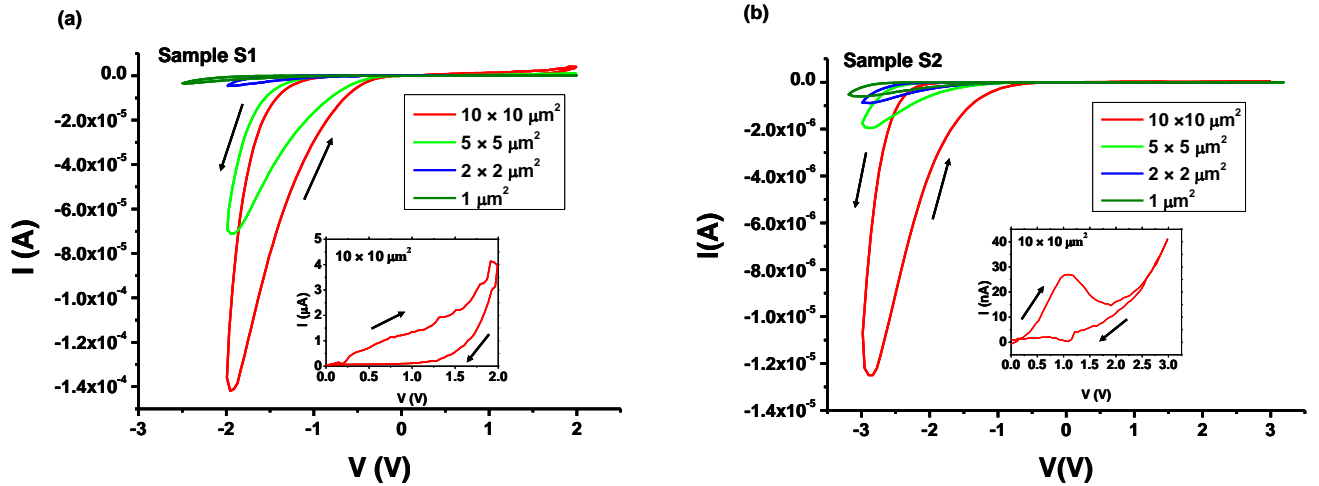 (a)
Sample S1
0.0
-2.0x10⁻⁵
-4.0x10⁻⁵
-6.0x10⁻⁵
-8.0x10⁻⁵
-1.0x10⁻⁴
-1.2x10⁻⁴
-1.4x10⁻⁴
I (A)
-3 -2 -1 0 1 2
V (V)
10 × 10 μm²
5 × 5 μm²
2 × 2 μm²
1 μm²
10 × 10 μm²
5
4
3
2
1
0
I (μA)
0.0 0.5 1.0 1.5 2.0
V (V)
(b)
Sample S2
0.0
-2.0x10⁻⁶
-4.0x10⁻⁶
-6.0x10⁻⁶
-8.0x10⁻⁶
-1.0x10⁻⁵
-1.2x10⁻⁵
-1.4x10⁻⁵
I(A)
-3 -2 -1 0 1 2 3
V(V)
10 ×10 μm²
5 × 5 μm²
2 × 2 μm²
1 μm²
10 × 10 μm²
40
30
20
10
0
I (nA)
0.0 0.5 1.0 1.5 2.0 2.5 3.0
V (V)